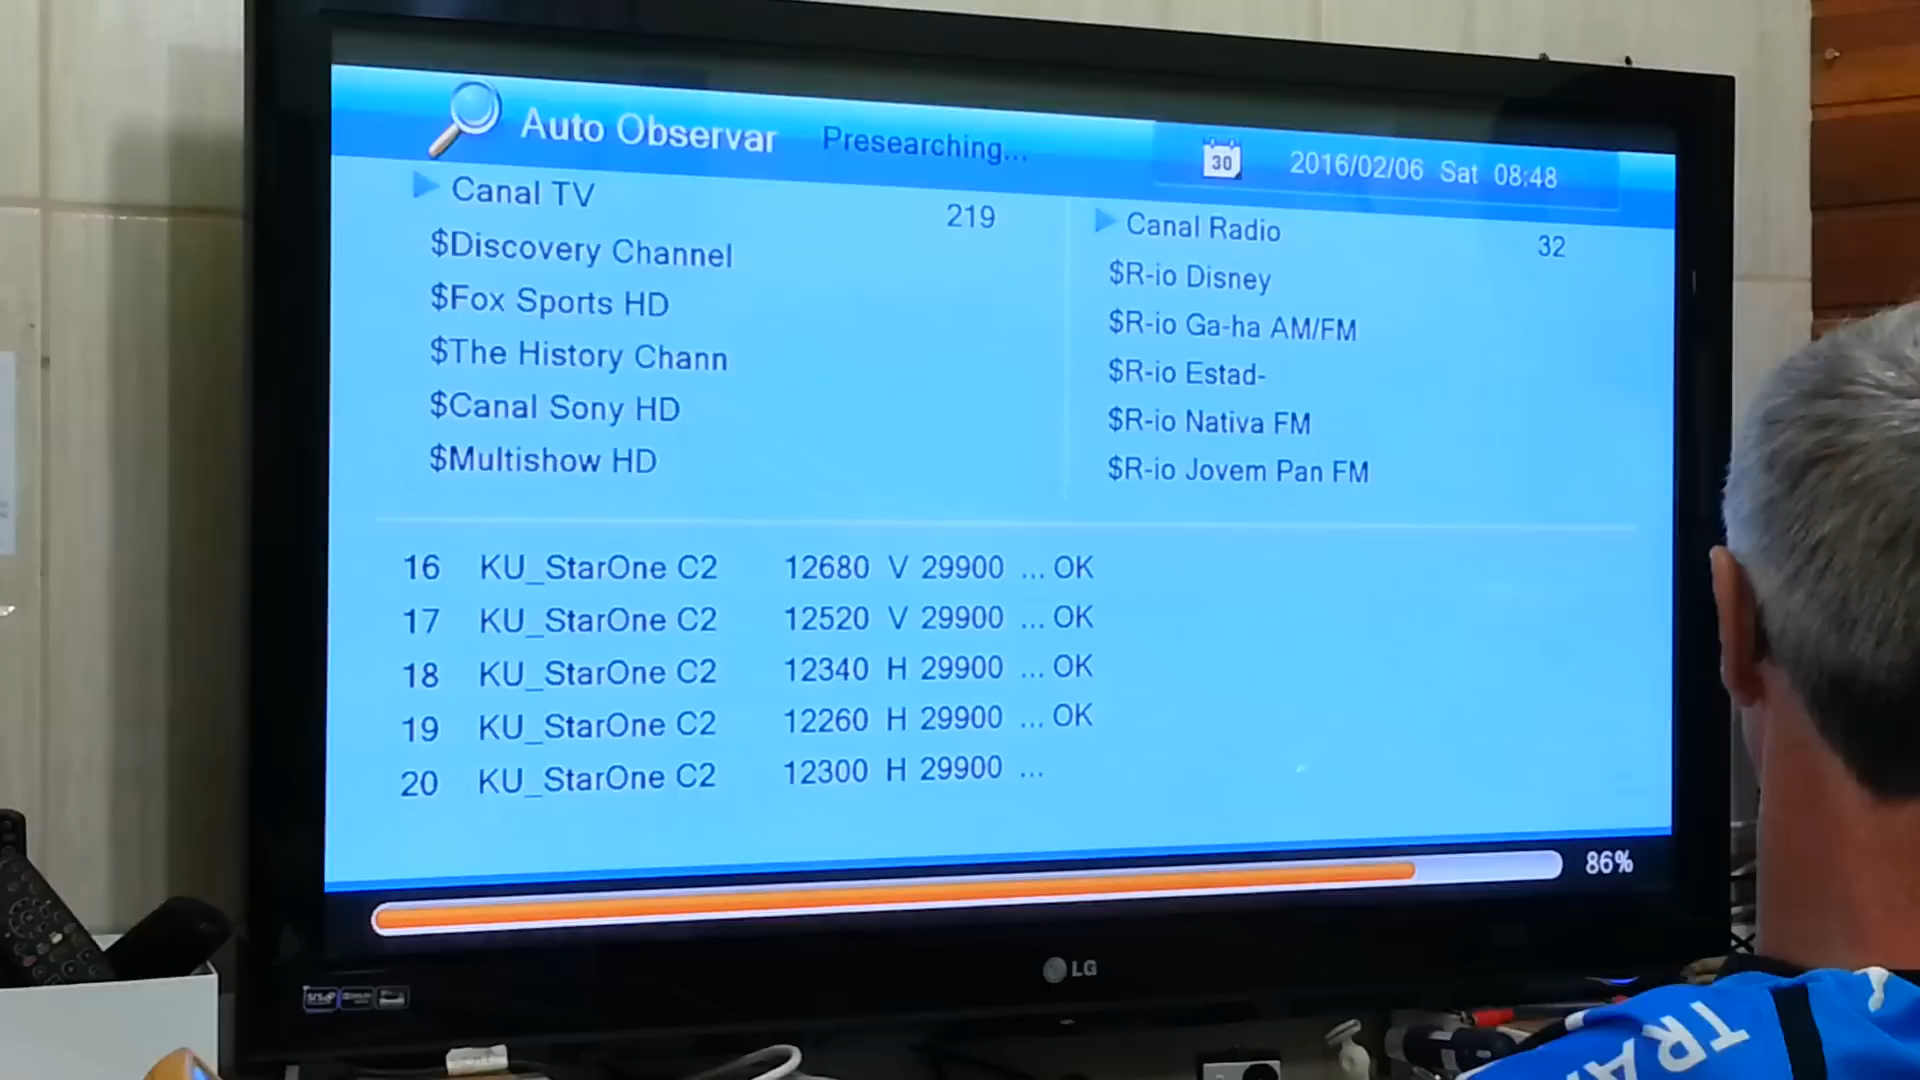 Auto Observar Presearching... 30 2016/02/06 Sat 08:48
Canal TV 219
$Discovery Channel
$Fox Sports HD
$The History Chann
$Canal Sony HD
$Multishow HD
Canal Radio 32
$R-io Disney
$R-io Ga-ha AM/FM
$R-io Estad-
$R-io Nativa FM
$R-io Jovem Pan FM
16 KU_StarOne C2 12680 V 29900 ... OK
17 KU_StarOne C2 12520 V 29900 ... OK
18 KU_StarOne C2 12340 H 29900 ... OK
19 KU_StarOne C2 12260 H 29900 ... OK
20 KU_StarOne C2 12300 H 29900 ...
86%
LG
TRA